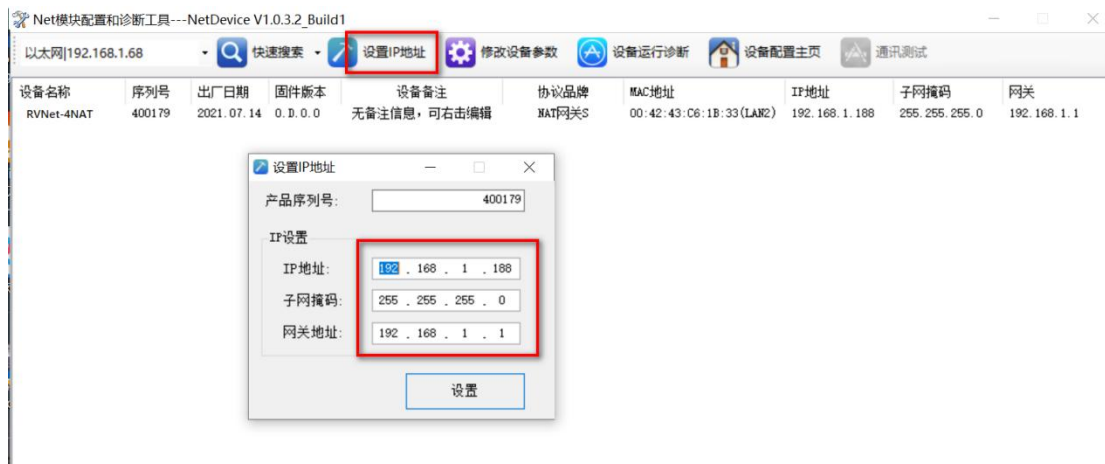 Net模块配置和诊断工具---NetDevice V1.0.3.2_Build1
以太网|192.168.1.68 快速搜索 设置IP地址 修改设备参数 设备运行诊断 设备配置主页 通讯测试
设备名称 序列号 出厂日期 固件版本 设备备注 协议品牌 MAC地址 IP地址 子网掩码 网关
RVNet-4NAT 400179 2021.07.14 0.D.0.0 无备注信息，可右击编辑 NAT网关S 00:42:43:C6:1B:33(LAN2) 192.168.1.188 255.255.255.0 192.168.1.1
设置IP地址
产品序列号: 400179
IP设置
IP地址: 192 . 168 . 1 . 188
子网掩码: 255 . 255 . 255 . 0
网关地址: 192 . 168 . 1 . 1
设置